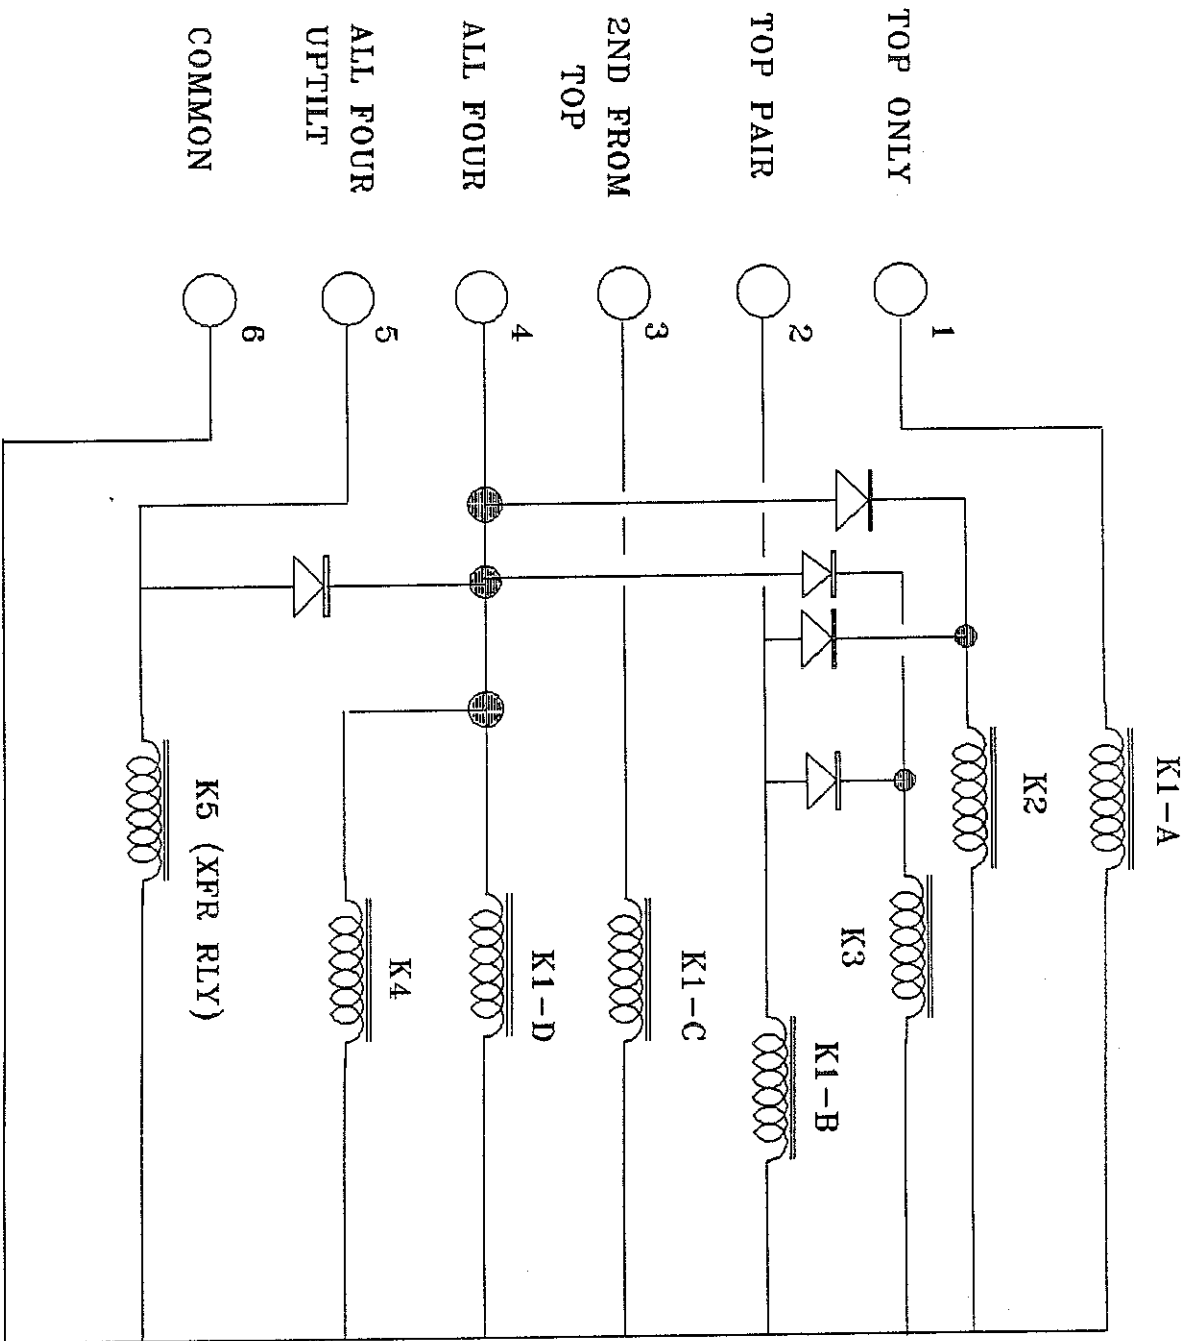 TOP ONLY
TOP PAIR
2ND FROM
TOP
ALL FOUR
ALL FOUR
UPTILT
COMMON
1
2
3
4
5
6
K1-A
K2
K3
K1-B
K1-C
K1-D
K4
K5 (XFR RLY)